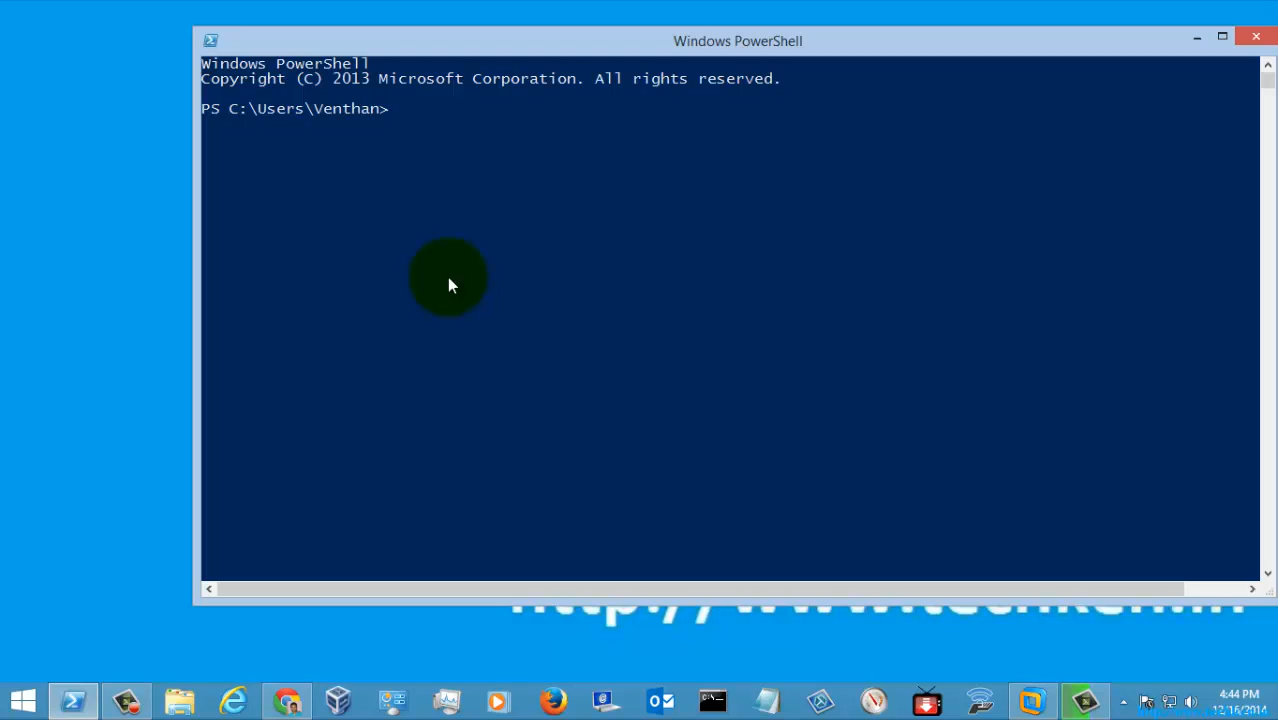 Windows PowerShell
Windows PowerShell
Copyright (C) 2013 Microsoft Corporation. All rights reserved.
PS C:\Users\Venthan>
4:44 PM
12/16/2014